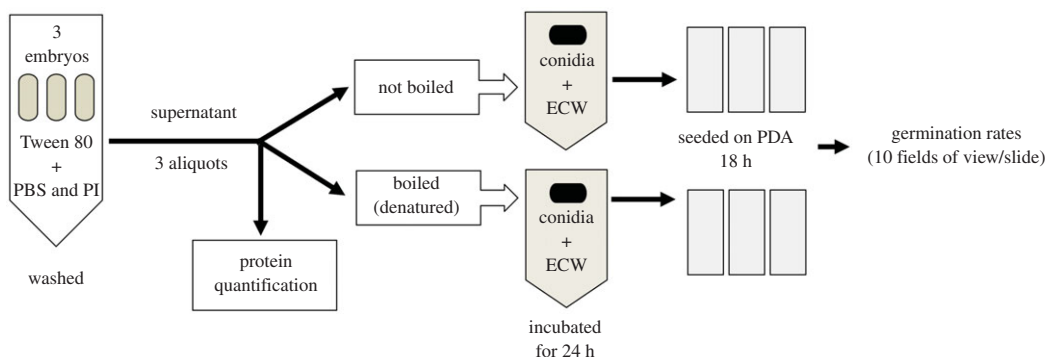 3
embryos
Tween 80
+
PBS and PI
washed
supernatant
3 aliquots
protein
quantification
not boiled
boiled
(denatured)
conidia
+
ECW
conidia
+
ECW
incubated
for 24 h
seeded on PDA
18 h
germination rates
(10 fields of view/slide)